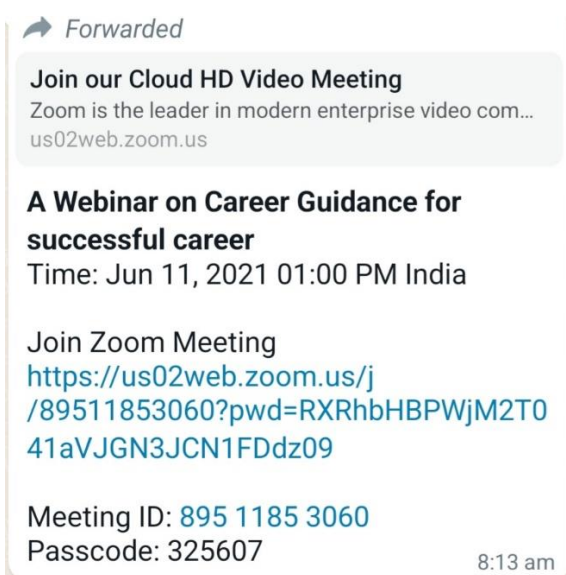 Forwarded
Join our Cloud HD Video Meeting
Zoom is the leader in modern enterprise video com...
us02web.zoom.us
A Webinar on Career Guidance for
successful career
Time: Jun 11, 2021 01:00 PM India
Join Zoom Meeting
https://us02web.zoom.us/j
/89511853060?pwd=RXRhbHBPWjM2T0
41aVJGN3JCN1FDdz09
Meeting ID: 895 1185 3060
Passcode: 325607
8:13 am